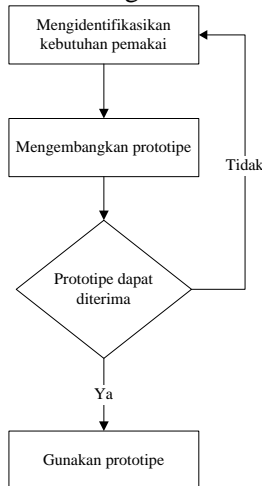 Mengidentifikasikan
kebutuhan pemakai
Mengembangkan prototipe
Tidak
Prototipe dapat
diterima
Ya
Gunakan prototipe